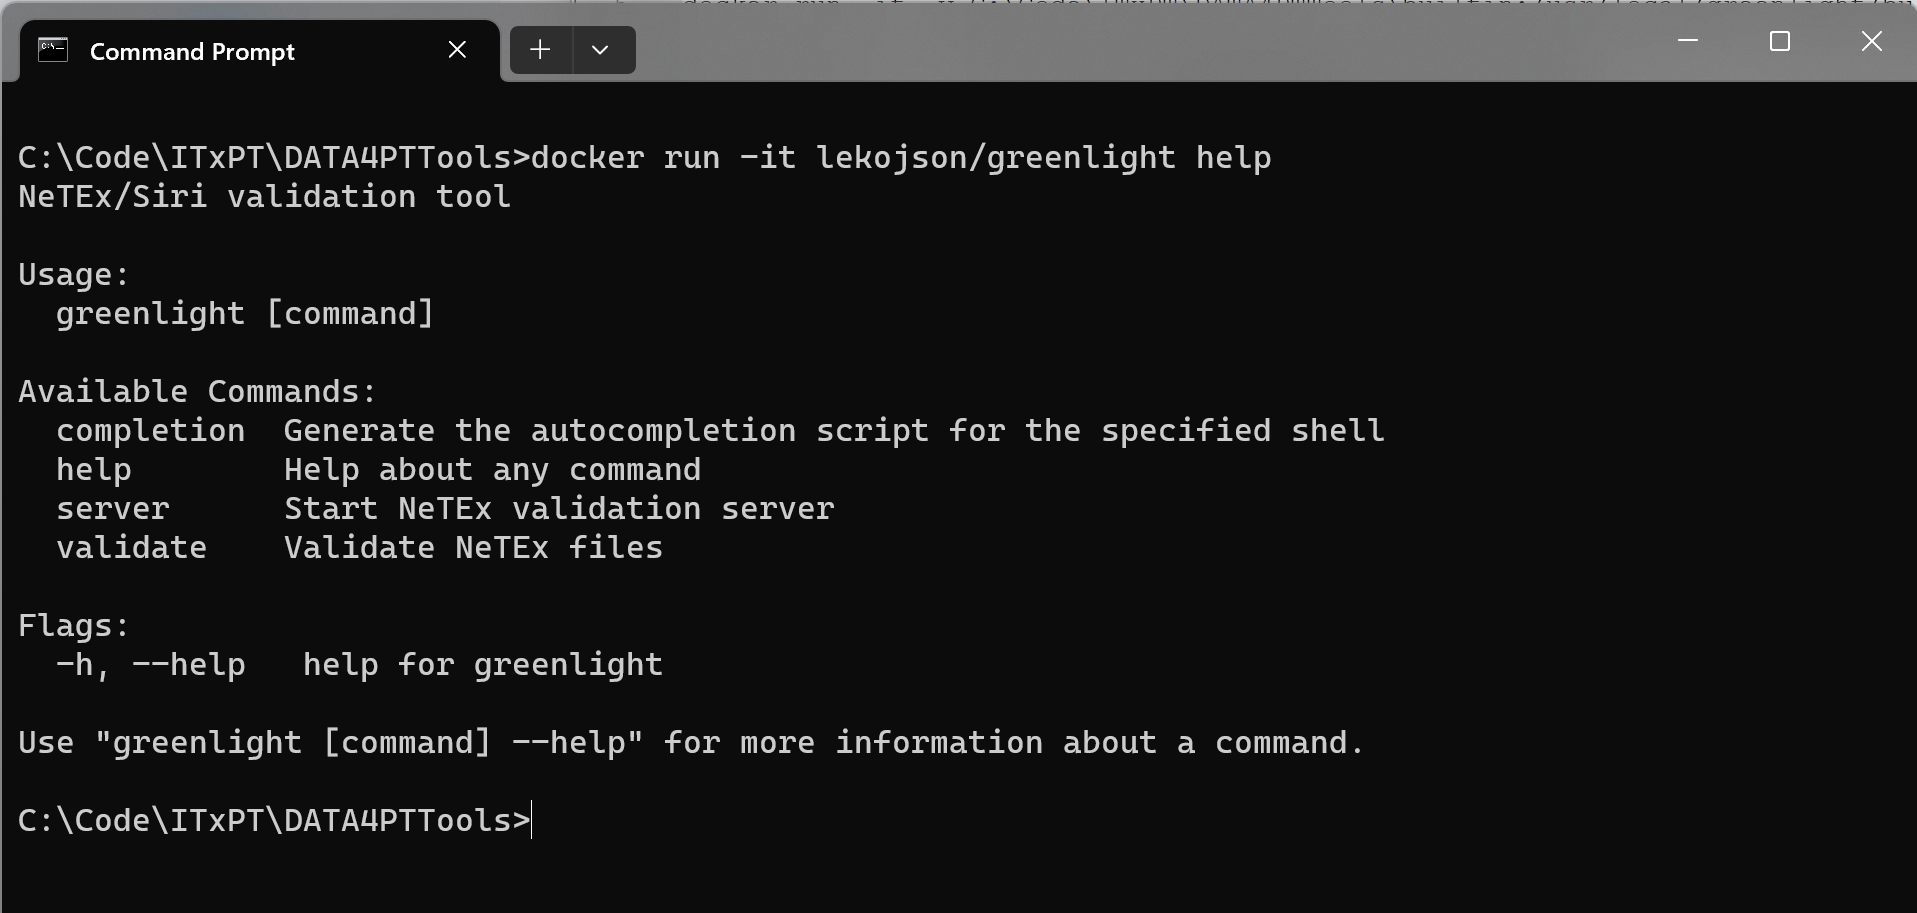 Command Prompt
C:\Code\ITxPT\DATA4PTTools>docker run -it lekojson/greenlight help
NeTEx/Siri validation tool
Usage:
greenlight [command]
Available Commands:
completion  Generate the autocompletion script for the specified shell
help        Help about any command
server      Start NeTEx validation server
validate    Validate NeTEx files
Flags:
-h, --help   help for greenlight
Use "greenlight [command] --help" for more information about a command.
C:\Code\ITxPT\DATA4PTTools>